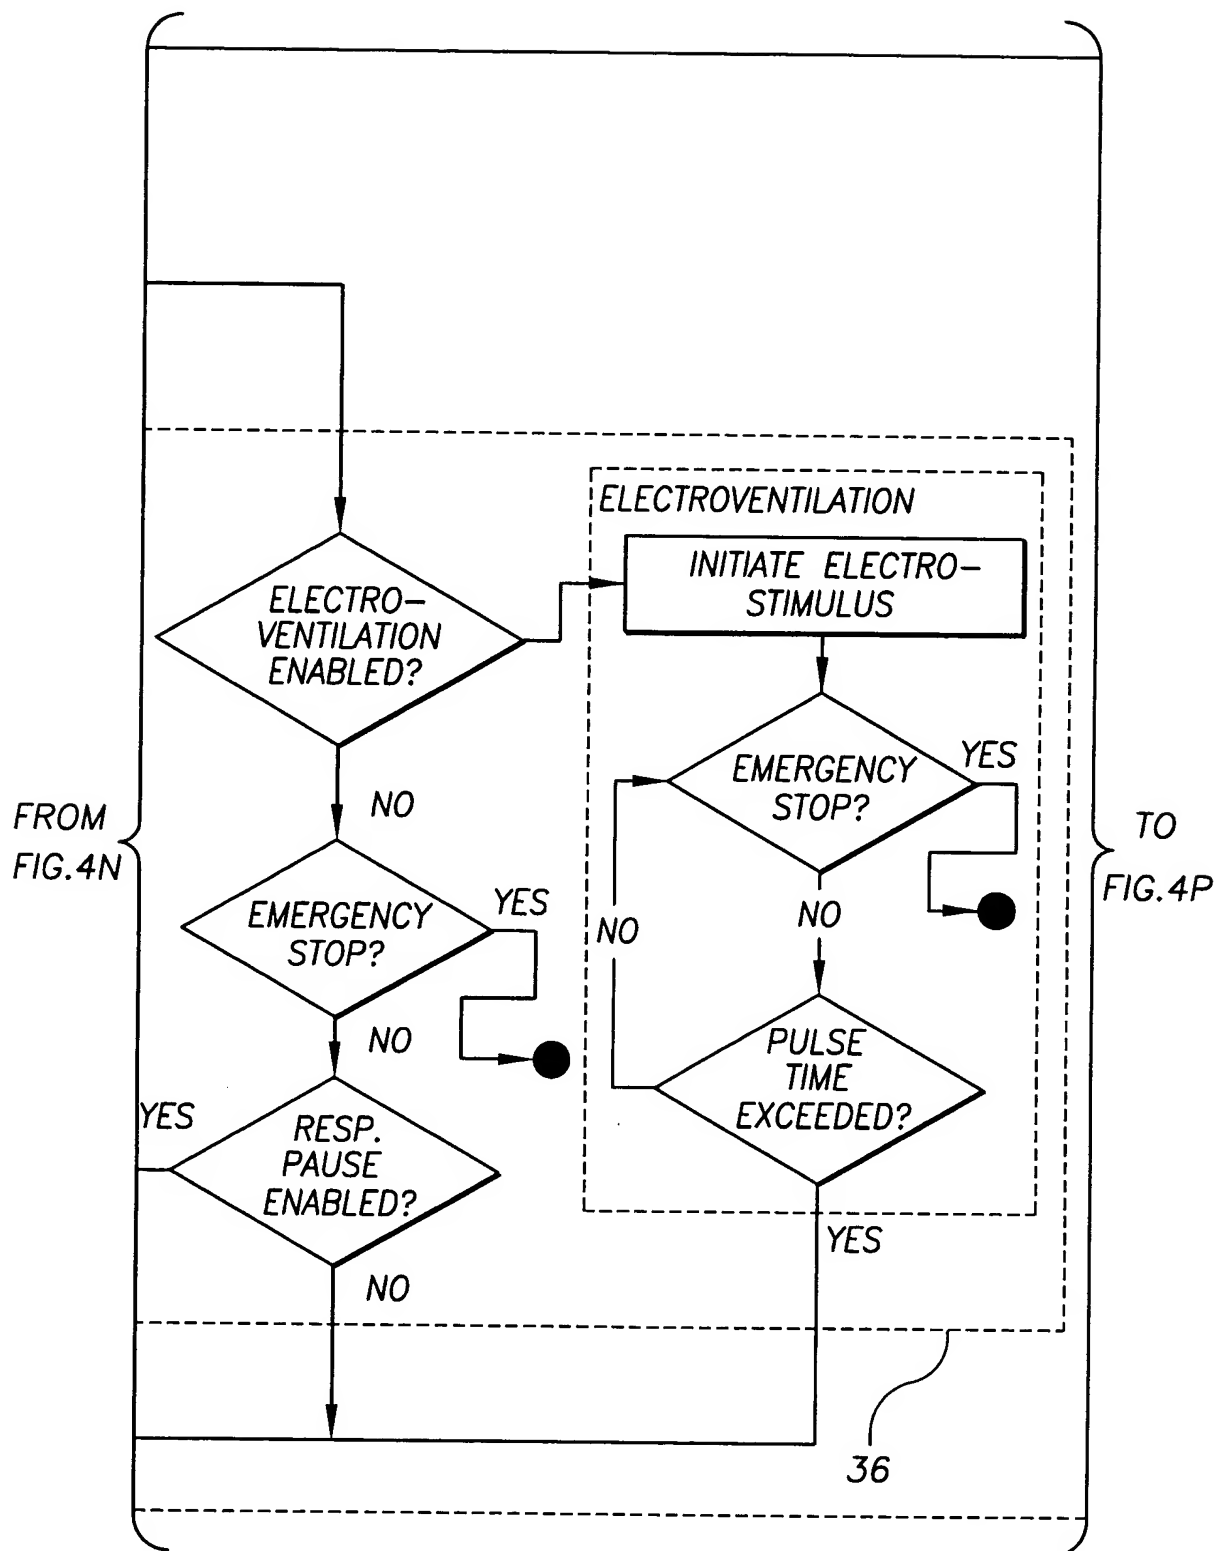 ELECTROVENTILATION
INITIATE ELECTRO-
STIMULUS
ELECTRO-
VENTILATION
ENABLED?
EMERGENCY
STOP?
YES
NO
FROM
FIG.4N
TO
FIG.4P
EMERGENCY
STOP?
YES
NO
NO
NO
PULSE
TIME
EXCEEDED?
YES
RESP.
PAUSE
ENABLED?
YES
NO
36